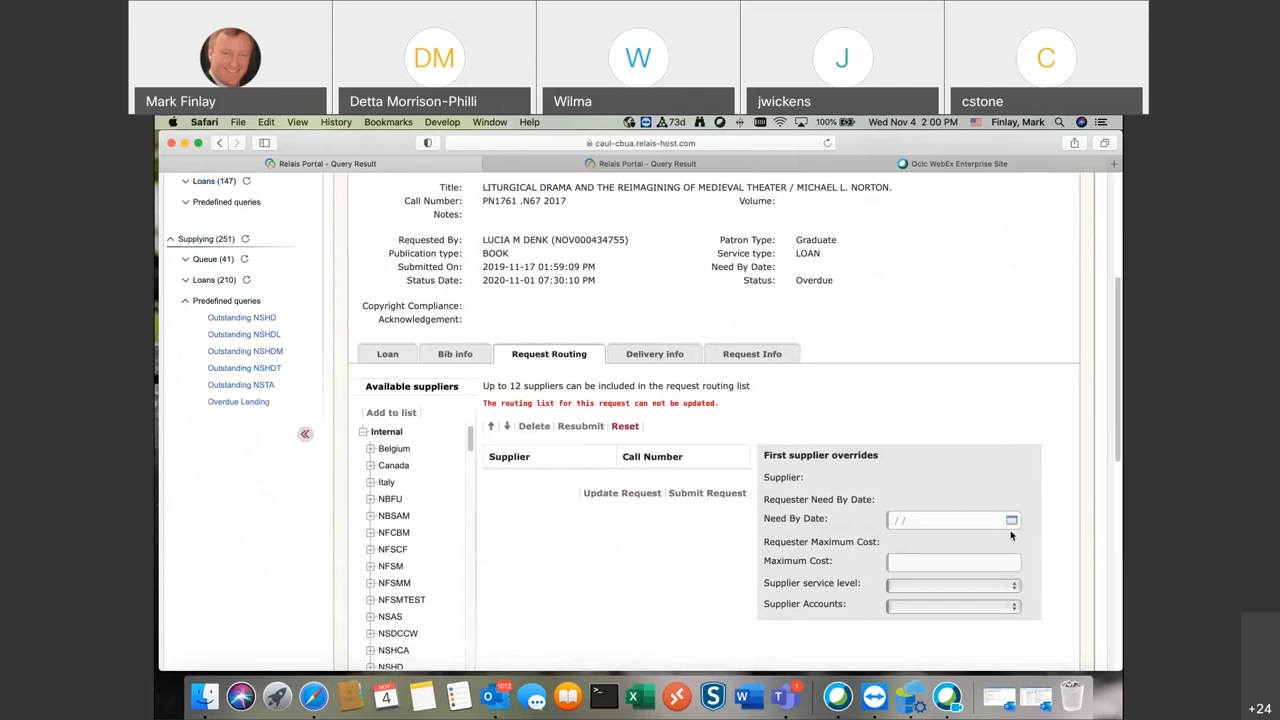 DM
W
J
C
Mark Finlay
Detta Morrison-Philli
Wilma
jwickens
cstone
Safari File Edit View History Bookmarks Develop Window Help
73d
100%
Wed Nov 4 2:00 PM
Finlay, Mark
caul-cbua.relais-host.com
Relais Portal - Query Result
Relais Portal - Query Result
Oclc WebEx Enterprise Site
Loans (147)
Predefined queries
Supplying (251)
Queue (41)
Loans (210)
Predefined queries
Outstanding NSHD
Outstanding NSHDL
Outstanding NSHDM
Outstanding NSHDT
Outstanding NSTA
Overdue Lending
Title: LITURGICAL DRAMA AND THE REIMAGINING OF MEDIEVAL THEATER / MICHAEL L. NORTON.
Call Number: PN1761 .N67 2017 Volume:
Notes:
Requested By: LUCIA M DENK (NOV000434755) Patron Type: Graduate
Publication type: BOOK Service type: LOAN
Submitted On: 2019-11-17 01:59:09 PM Need By Date:
Status Date: 2020-11-01 07:30:10 PM Status: Overdue
Copyright Compliance:
Acknowledgement:
Loan Bib info Request Routing Delivery info Request Info
Available suppliers
Add to list
Internal
Belgium
Canada
Italy
NBFU
NBSAM
NFCBM
NFSCF
NFSM
NFSMM
NFSMTEST
NSAS
NSDCCW
NSHCA
NSHD
Up to 12 suppliers can be included in the request routing list
The routing list for this request can not be updated.
Delete Resubmit Reset
Supplier Call Number
Update Request Submit Request
First supplier overrides
Supplier:
Requester Need By Date:
Need By Date: / /
Requester Maximum Cost:
Maximum Cost:
Supplier service level:
Supplier Accounts:
NOV
4
1012
1
+24